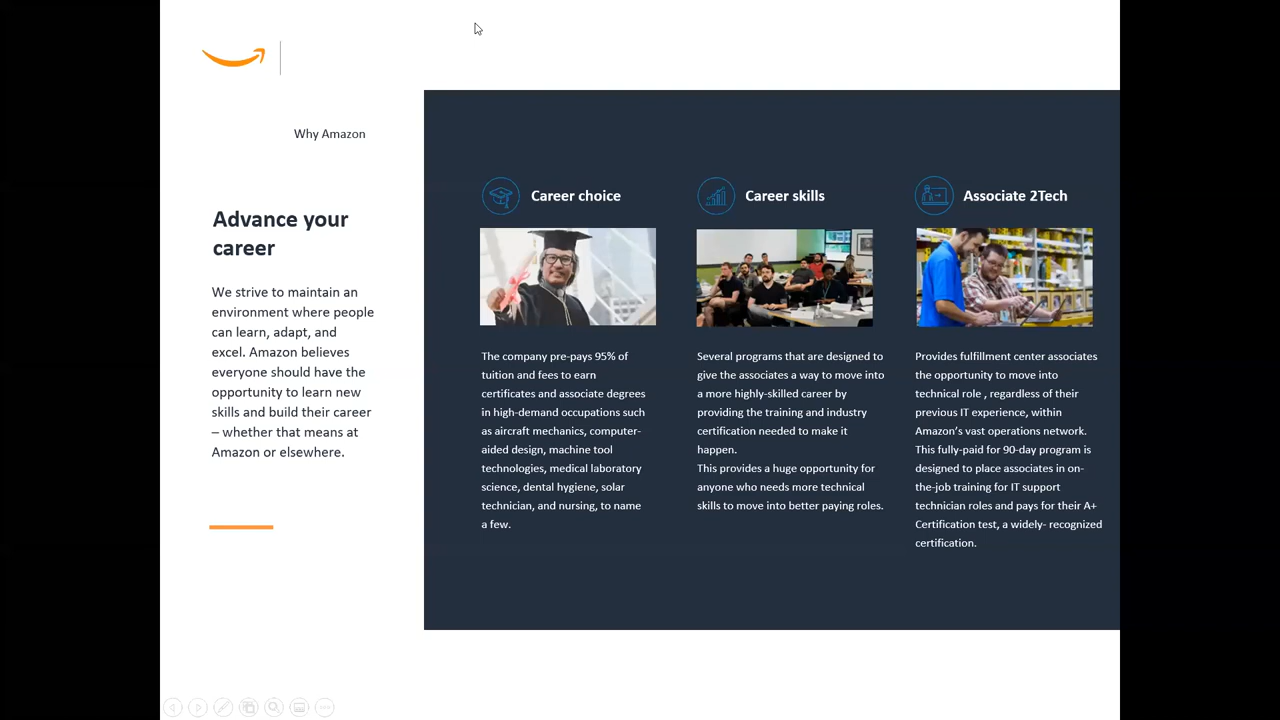 Why Amazon
Advance your
career
We strive to maintain an
environment where people
can learn, adapt, and
excel. Amazon believes
everyone should have the
opportunity to learn new
skills and build their career
– whether that means at
Amazon or elsewhere.
Career choice
The company pre-pays 95% of
tuition and fees to earn
certificates and associate degrees
in high-demand occupations such
as aircraft mechanics, computer-
aided design, machine tool
technologies, medical laboratory
science, dental hygiene, solar
technician, and nursing, to name
a few.
Career skills
Several programs that are designed to
give the associates a way to move into
a more highly-skilled career by
providing the training and industry
certification needed to make it
happen.
This provides a huge opportunity for
anyone who needs more technical
skills to move into better paying roles.
Associate 2Tech
Provides fulfillment center associates
the opportunity to move into
technical role , regardless of their
previous IT experience, within
Amazon’s vast operations network.
This fully-paid for 90-day program is
designed to place associates in on-
the-job training for IT support
technician roles and pays for their A+
Certification test, a widely- recognized
certification.